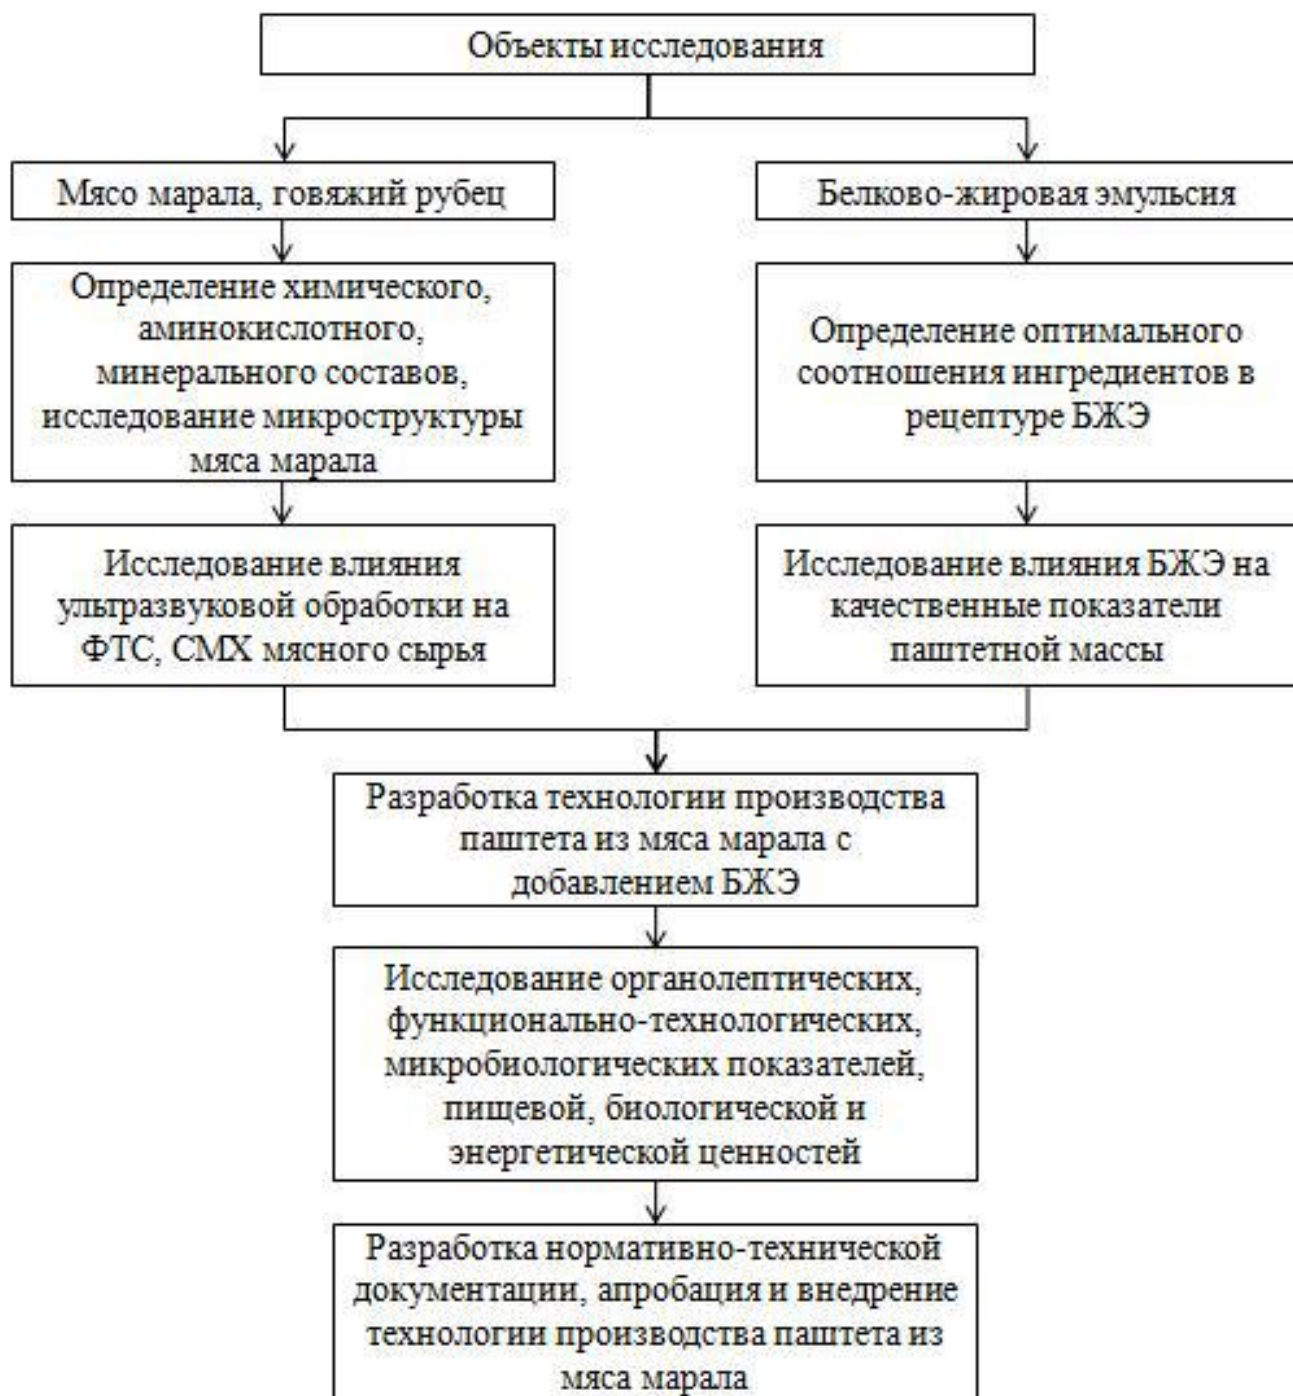 Объекты исследования
Мясо марала, говяжий рубец
Белково-жировая эмульсия
Определение химического,
аминокислотного,
минерального составов,
исследование микроструктуры
мяса марала
Определение оптимального
соотношения ингредиентов в
рецептуре БЖЭ
Исследование влияния
ультразвуковой обработки на
ФТС, СМХ мясного сырья
Исследование влияния БЖЭ на
качественные показатели
паштетной массы
Разработка технологии производства
паштета из мяса марала с
добавлением БЖЭ
Исследование органолептических,
функционально-технологических,
микробиологических показателей,
пищевой, биологической и
энергетической ценностей
Разработка нормативно-технической
документации, апробация и внедрение
технологии производства паштета из
мяса марала